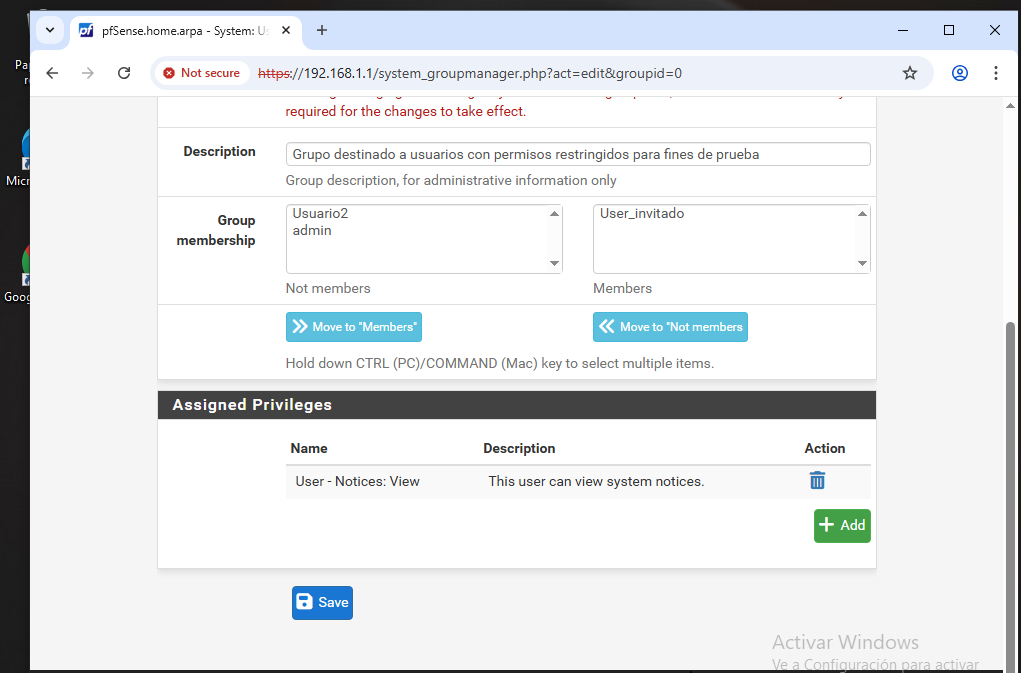 pfSense.home.arpa - System: Us
Not secure https://192.168.1.1/system_groupmanager.php?act=edit&groupid=0
required for the changes to take effect.
Description
Grupo destinado a usuarios con permisos restringidos para fines de prueba
Group description, for administrative information only
Group membership
Usuario2
admin
Not members
User_invitado
Members
Move to "Members"
Move to "Not members
Hold down CTRL (PC)/COMMAND (Mac) key to select multiple items.
Assigned Privileges
Name Description Action
User - Notices: View This user can view system notices.
Add
Save
Activar Windows
Ve a Configuración para activar